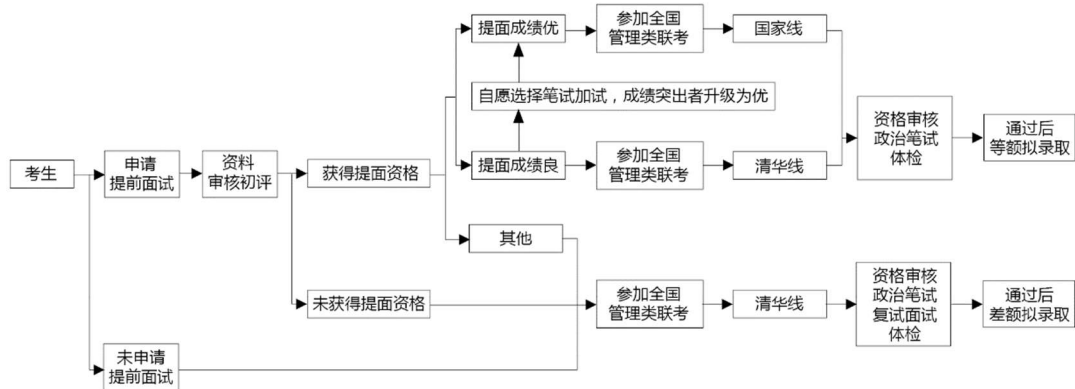 提面成绩优
参加全国
管理类联考
国家线
自愿选择笔试加试，成绩突出者升级为优
考生
申请
提前面试
资料
审核初评
获得提面资格
提面成绩良
参加全国
管理类联考
清华线
资格审核
政治笔试
体检
通过后
等额拟录取
其他
未获得提面资格
参加全国
管理类联考
清华线
资格审核
政治笔试
复试面试
体检
通过后
差额拟录取
未申请
提前面试